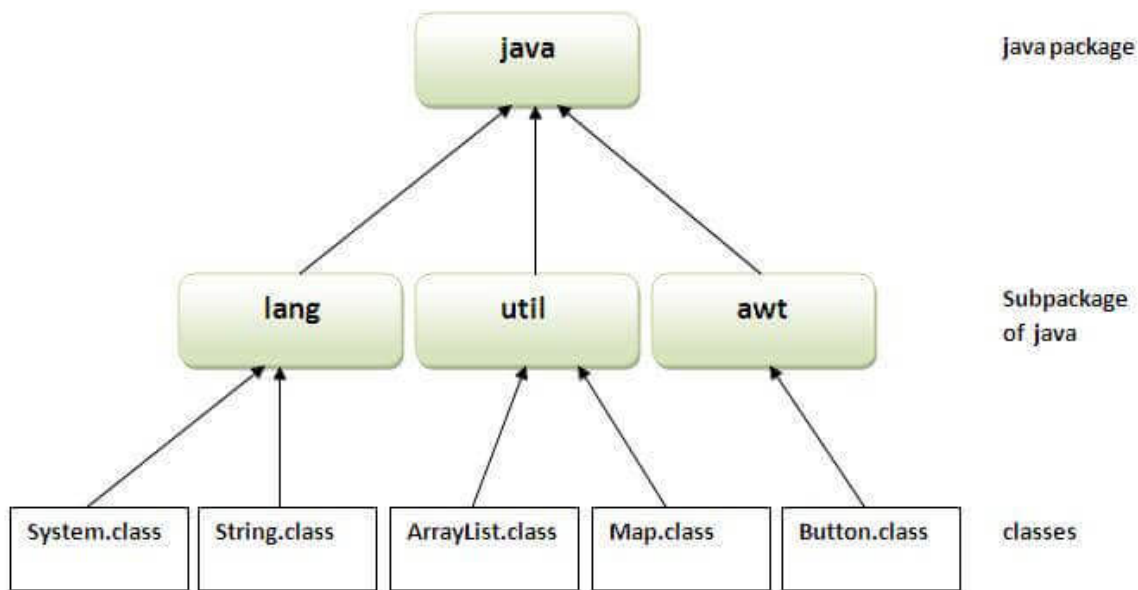 java
java package
lang
util
awt
Subpackage
of java
System.class
String.class
ArrayList.class
Map.class
Button.class
classes